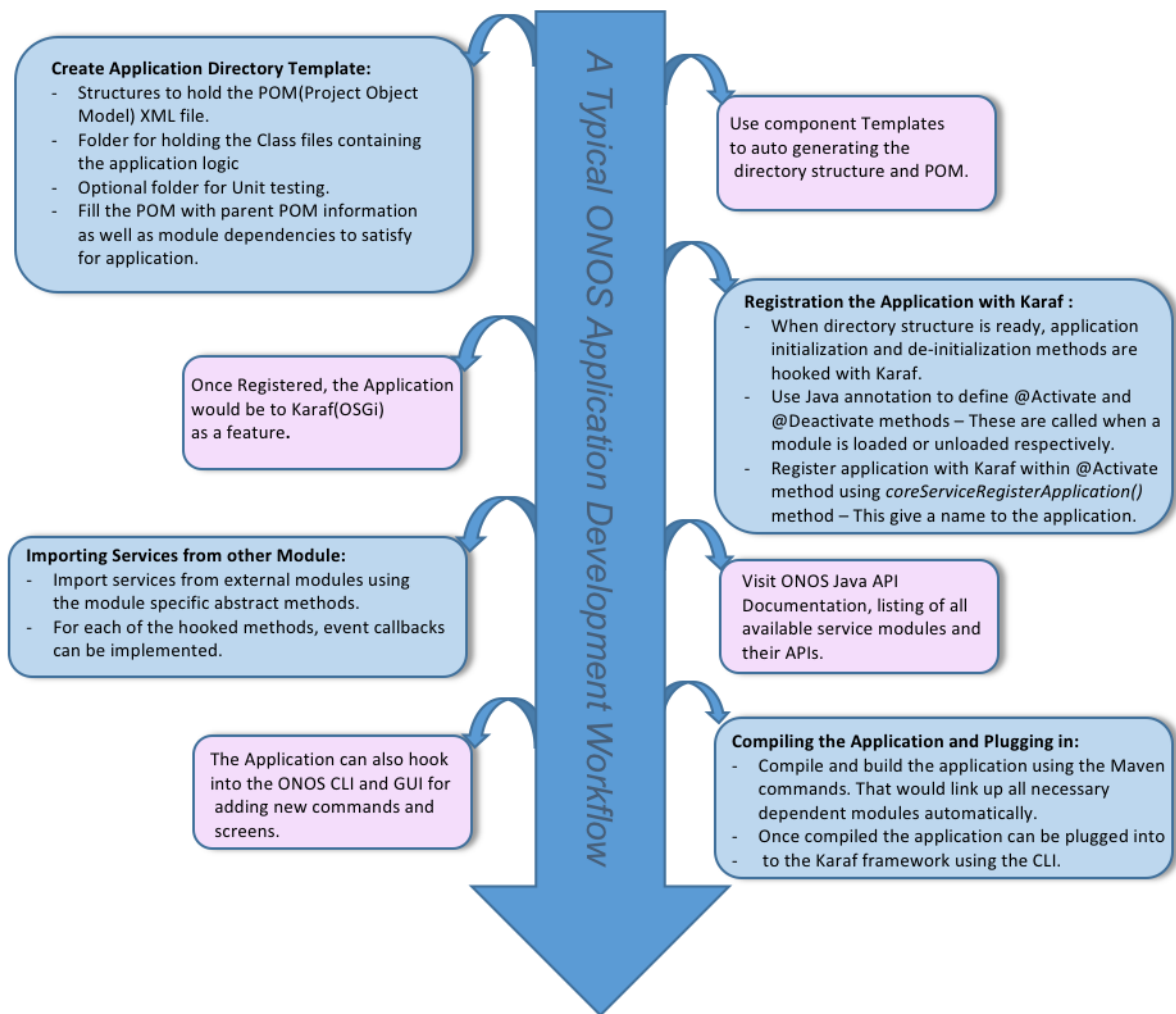 A Typical ONOS Application Development Workflow
Create Application Directory Template:
- Structures to hold the POM(Project Object
Model) XML file.
- Folder for holding the Class files containing
the application logic
- Optional folder for Unit testing.
- Fill the POM with parent POM information
as well as module dependencies to satisfy
for application.
Use component Templates
to auto generating the
directory structure and POM.
Registration the Application with Karaf :
- When directory structure is ready, application
initialization and de-initialization methods are
hooked with Karaf.
- Use Java annotation to define @Activate and
@Deactivate methods – These are called when a
module is loaded or unloaded respectively.
- Register application with Karaf within @Activate
method using coreServiceRegisterApplication()
method – This give a name to the application.
Once Registered, the Application
would be to Karaf(OSGi)
as a feature.
Importing Services from other Module:
- Import services from external modules using
the module specific abstract methods.
- For each of the hooked methods, event callbacks
can be implemented.
Visit ONOS Java API
Documentation, listing of all
available service modules and
their APIs.
Compiling the Application and Plugging in:
- Compile and build the application using the Maven
commands. That would link up all necessary
dependent modules automatically.
- Once compiled the application can be plugged into
- to the Karaf framework using the CLI.
The Application can also hook
into the ONOS CLI and GUI for
adding new commands and
screens.